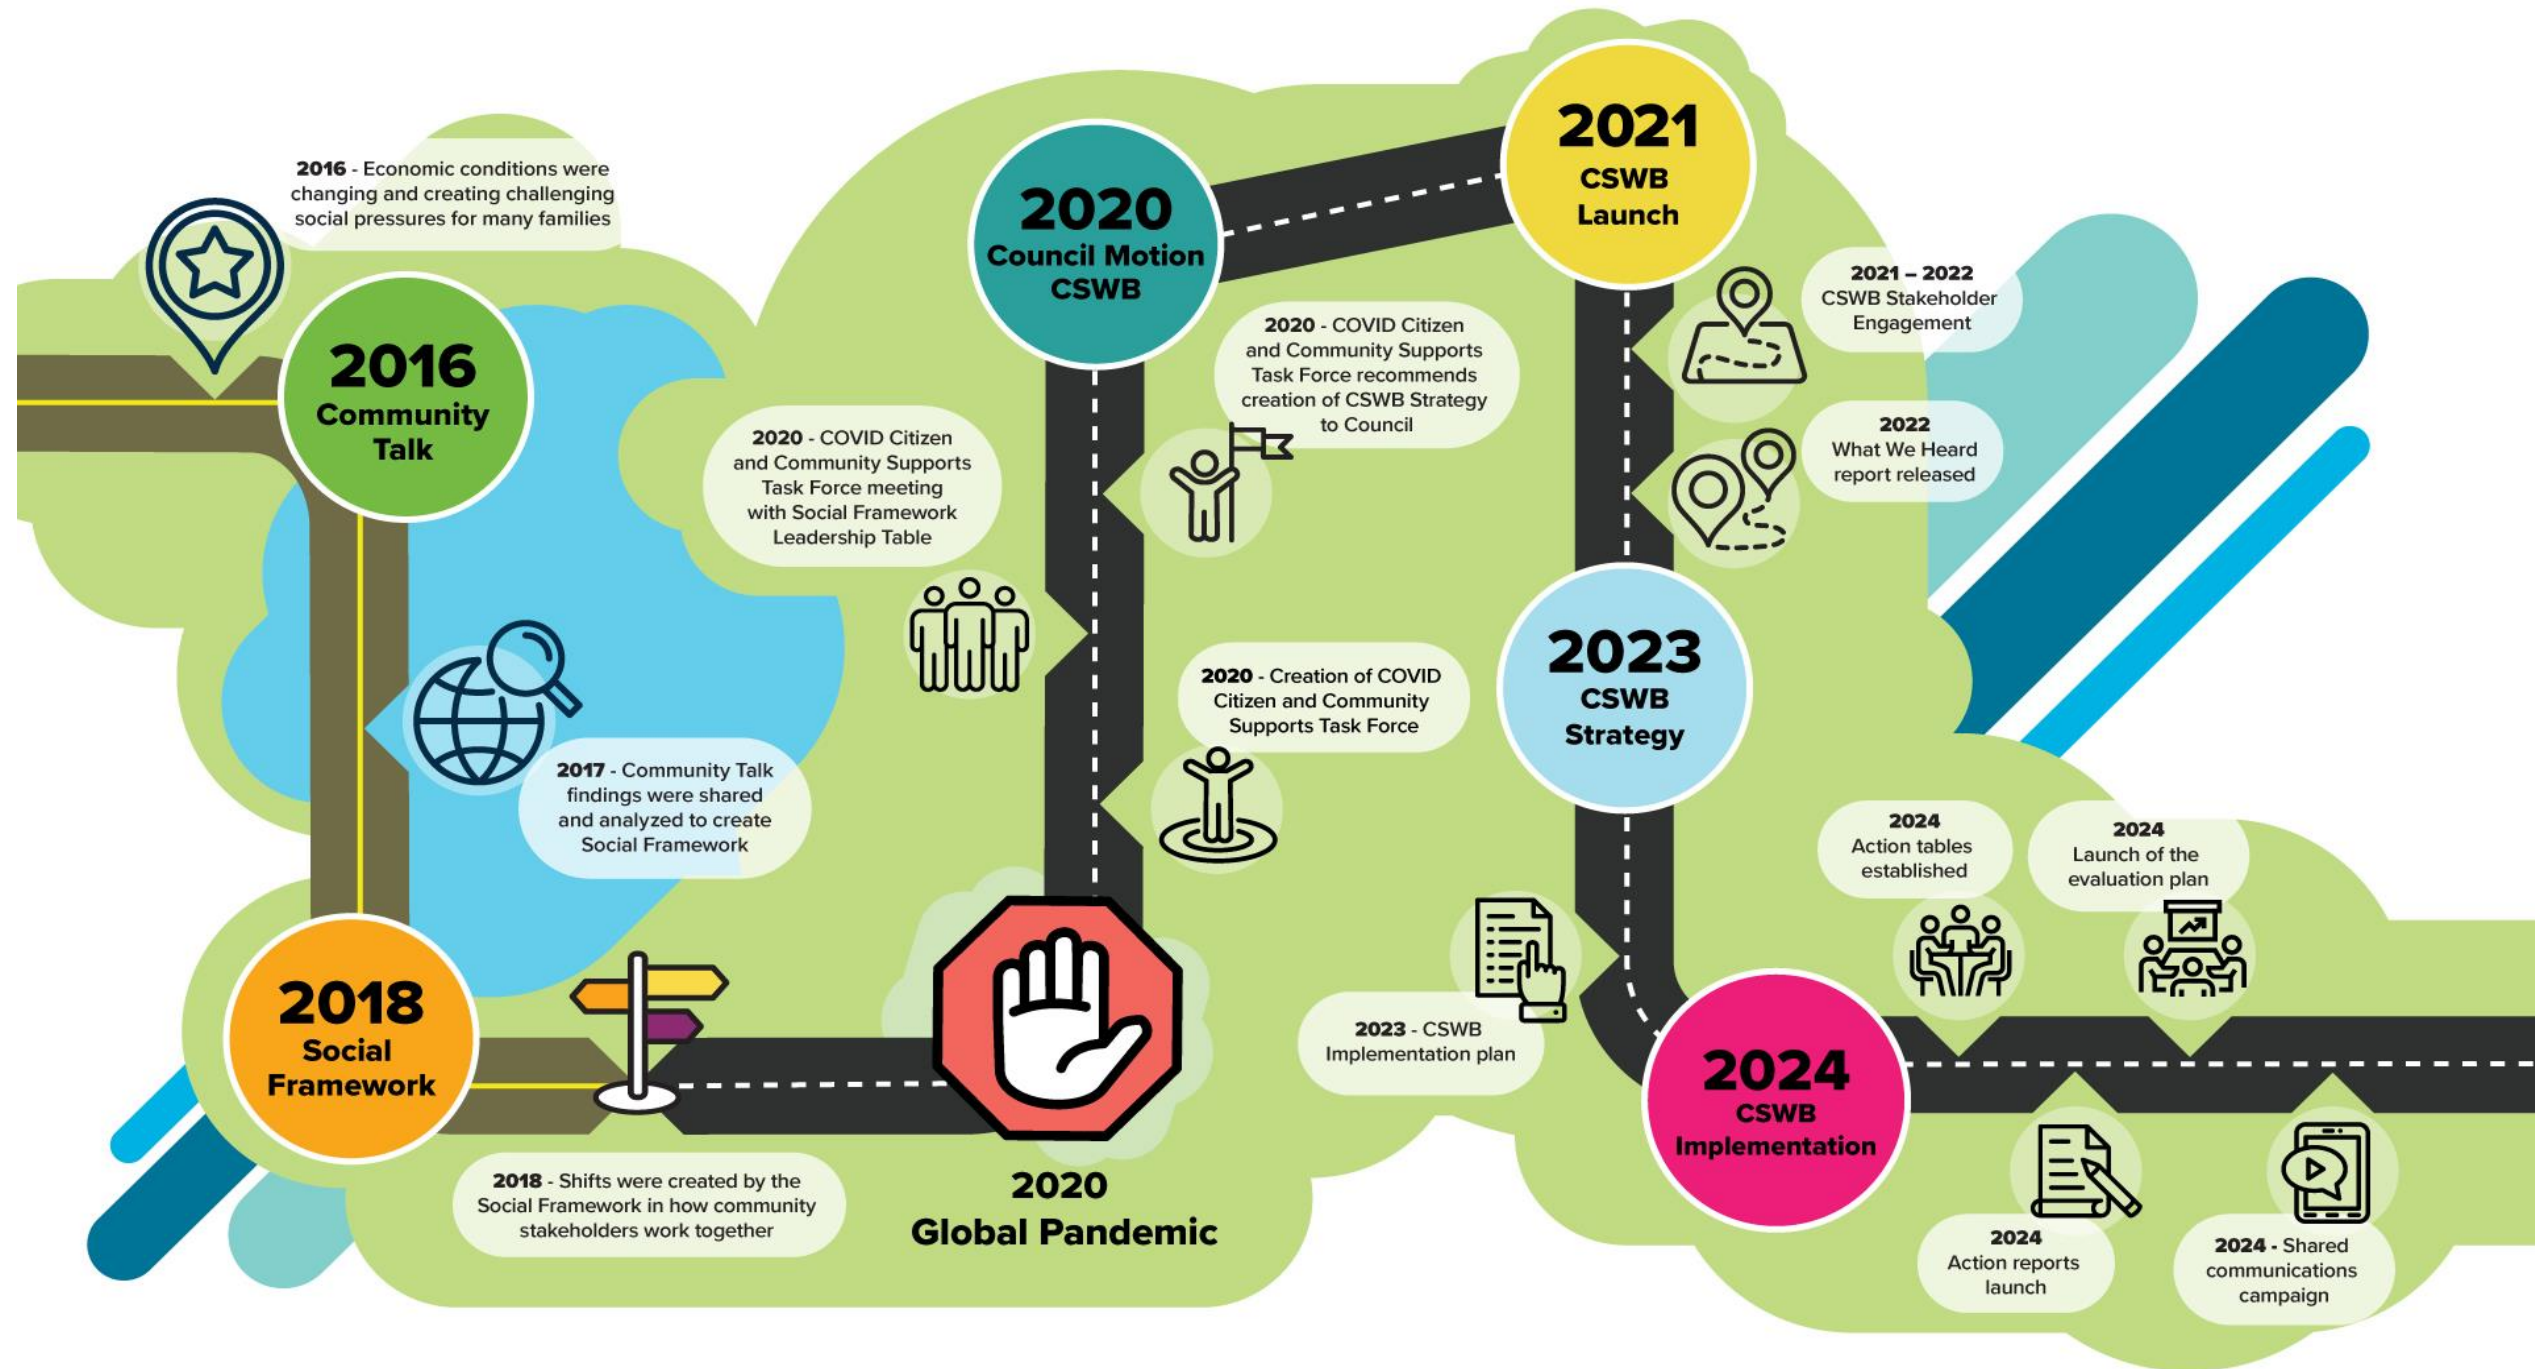 2016 - Economic conditions were
changing and creating challenging
social pressures for many families
2016
Community
Talk
2017 - Community Talk
findings were shared
and analyzed to create
Social Framework
2018
Social
Framework
2018 - Shifts were created by the
Social Framework in how community
stakeholders work together
2020
Global Pandemic
2020 - Creation of COVID
Citizen and Community
Supports Task Force
2020 - COVID Citizen
and Community Supports
Task Force meeting
with Social Framework
Leadership Table
2020 - COVID Citizen
and Community Supports
Task Force recommends
creation of CSWB Strategy
to Council
2020
Council Motion
CSWB
2021
CSWB
Launch
2021 – 2022
CSWB Stakeholder
Engagement
2022
What We Heard
report released
2023
CSWB
Strategy
2023 - CSWB
Implementation plan
2024
CSWB
Implementation
2024
Action tables
established
2024
Action reports
launch
2024
Launch of the
evaluation plan
2024 - Shared
communications
campaign